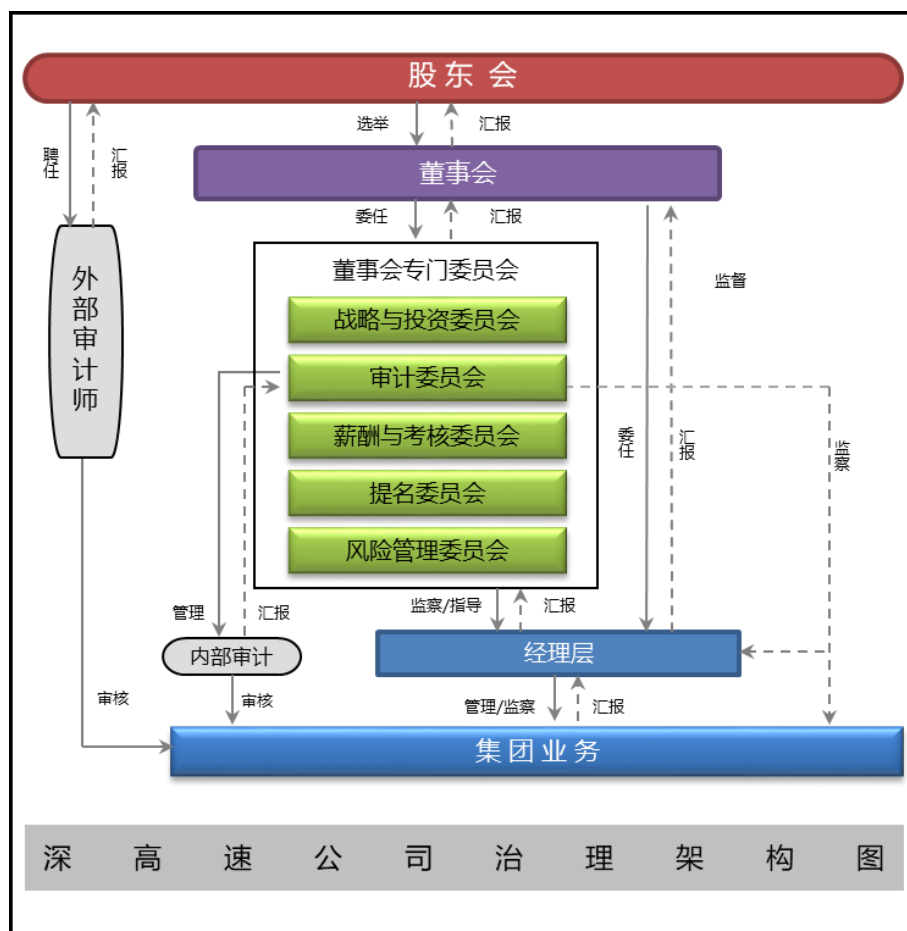 股东 会
选举
汇报
聘任
汇报
董事会
委任
汇报
外部审计师
董事会专门委员会
监督
战略与投资委员会
审计委员会
薪酬与考核委员会
委任
汇报
监察
提名委员会
风险管理委员会
管理
汇报
监察/指导
汇报
内部审计
经理层
审核
审核
管理/监察
汇报
集团业务
深高速公司治理架构图